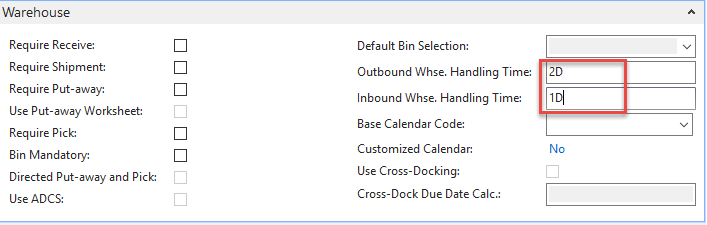 Warehouse
Require Receive:
Require Shipment:
Require Put-away:
Use Put-away Worksheet:
Require Pick:
Bin Mandatory:
Directed Put-away and Pick:
Use ADCS:
Default Bin Selection:
Outbound Whse. Handling Time: 2D
Inbound Whse. Handling Time: 1D
Base Calendar Code:
Customized Calendar: No
Use Cross-Docking:
Cross-Dock Due Date Calc.: